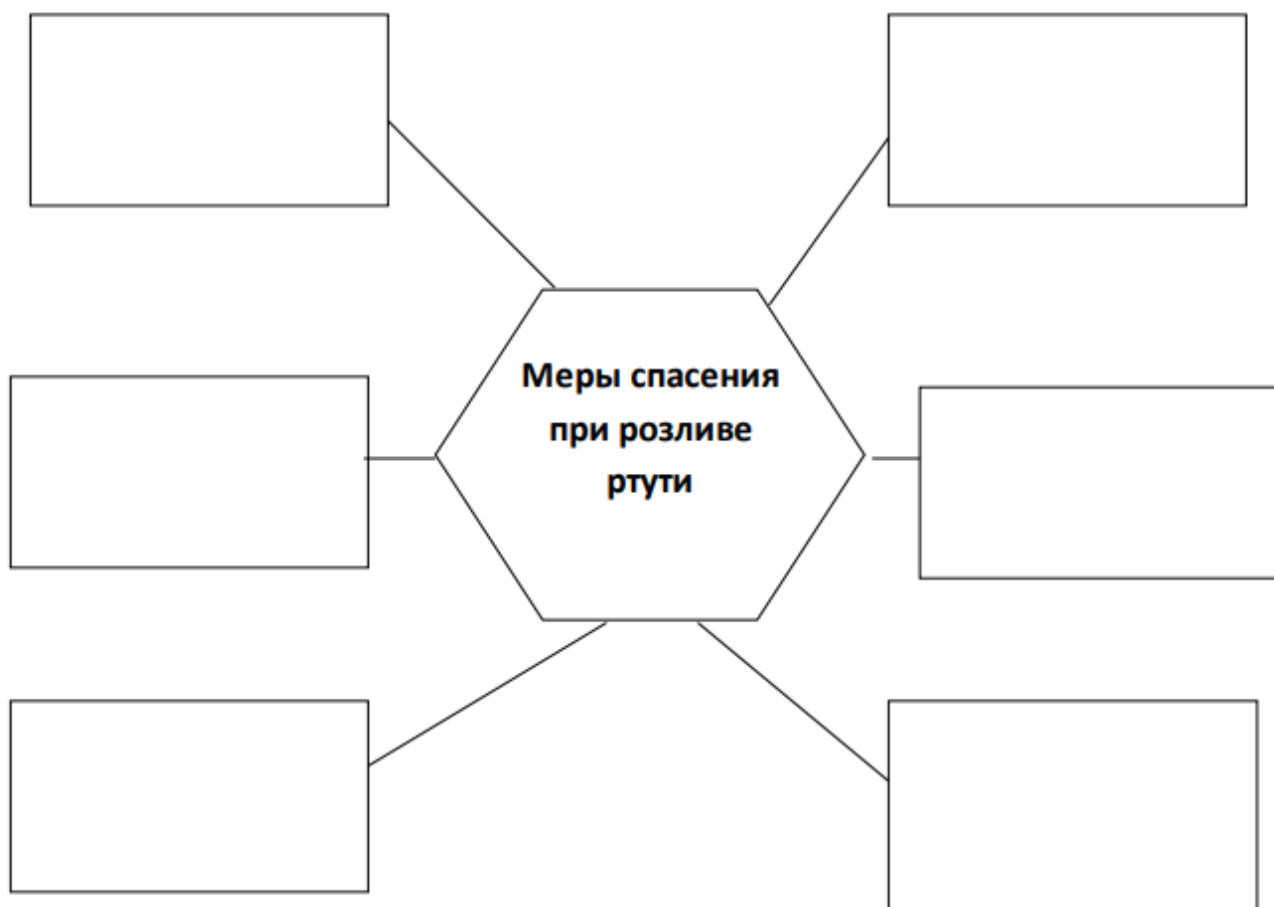 Меры спасения
при розливе
ртути